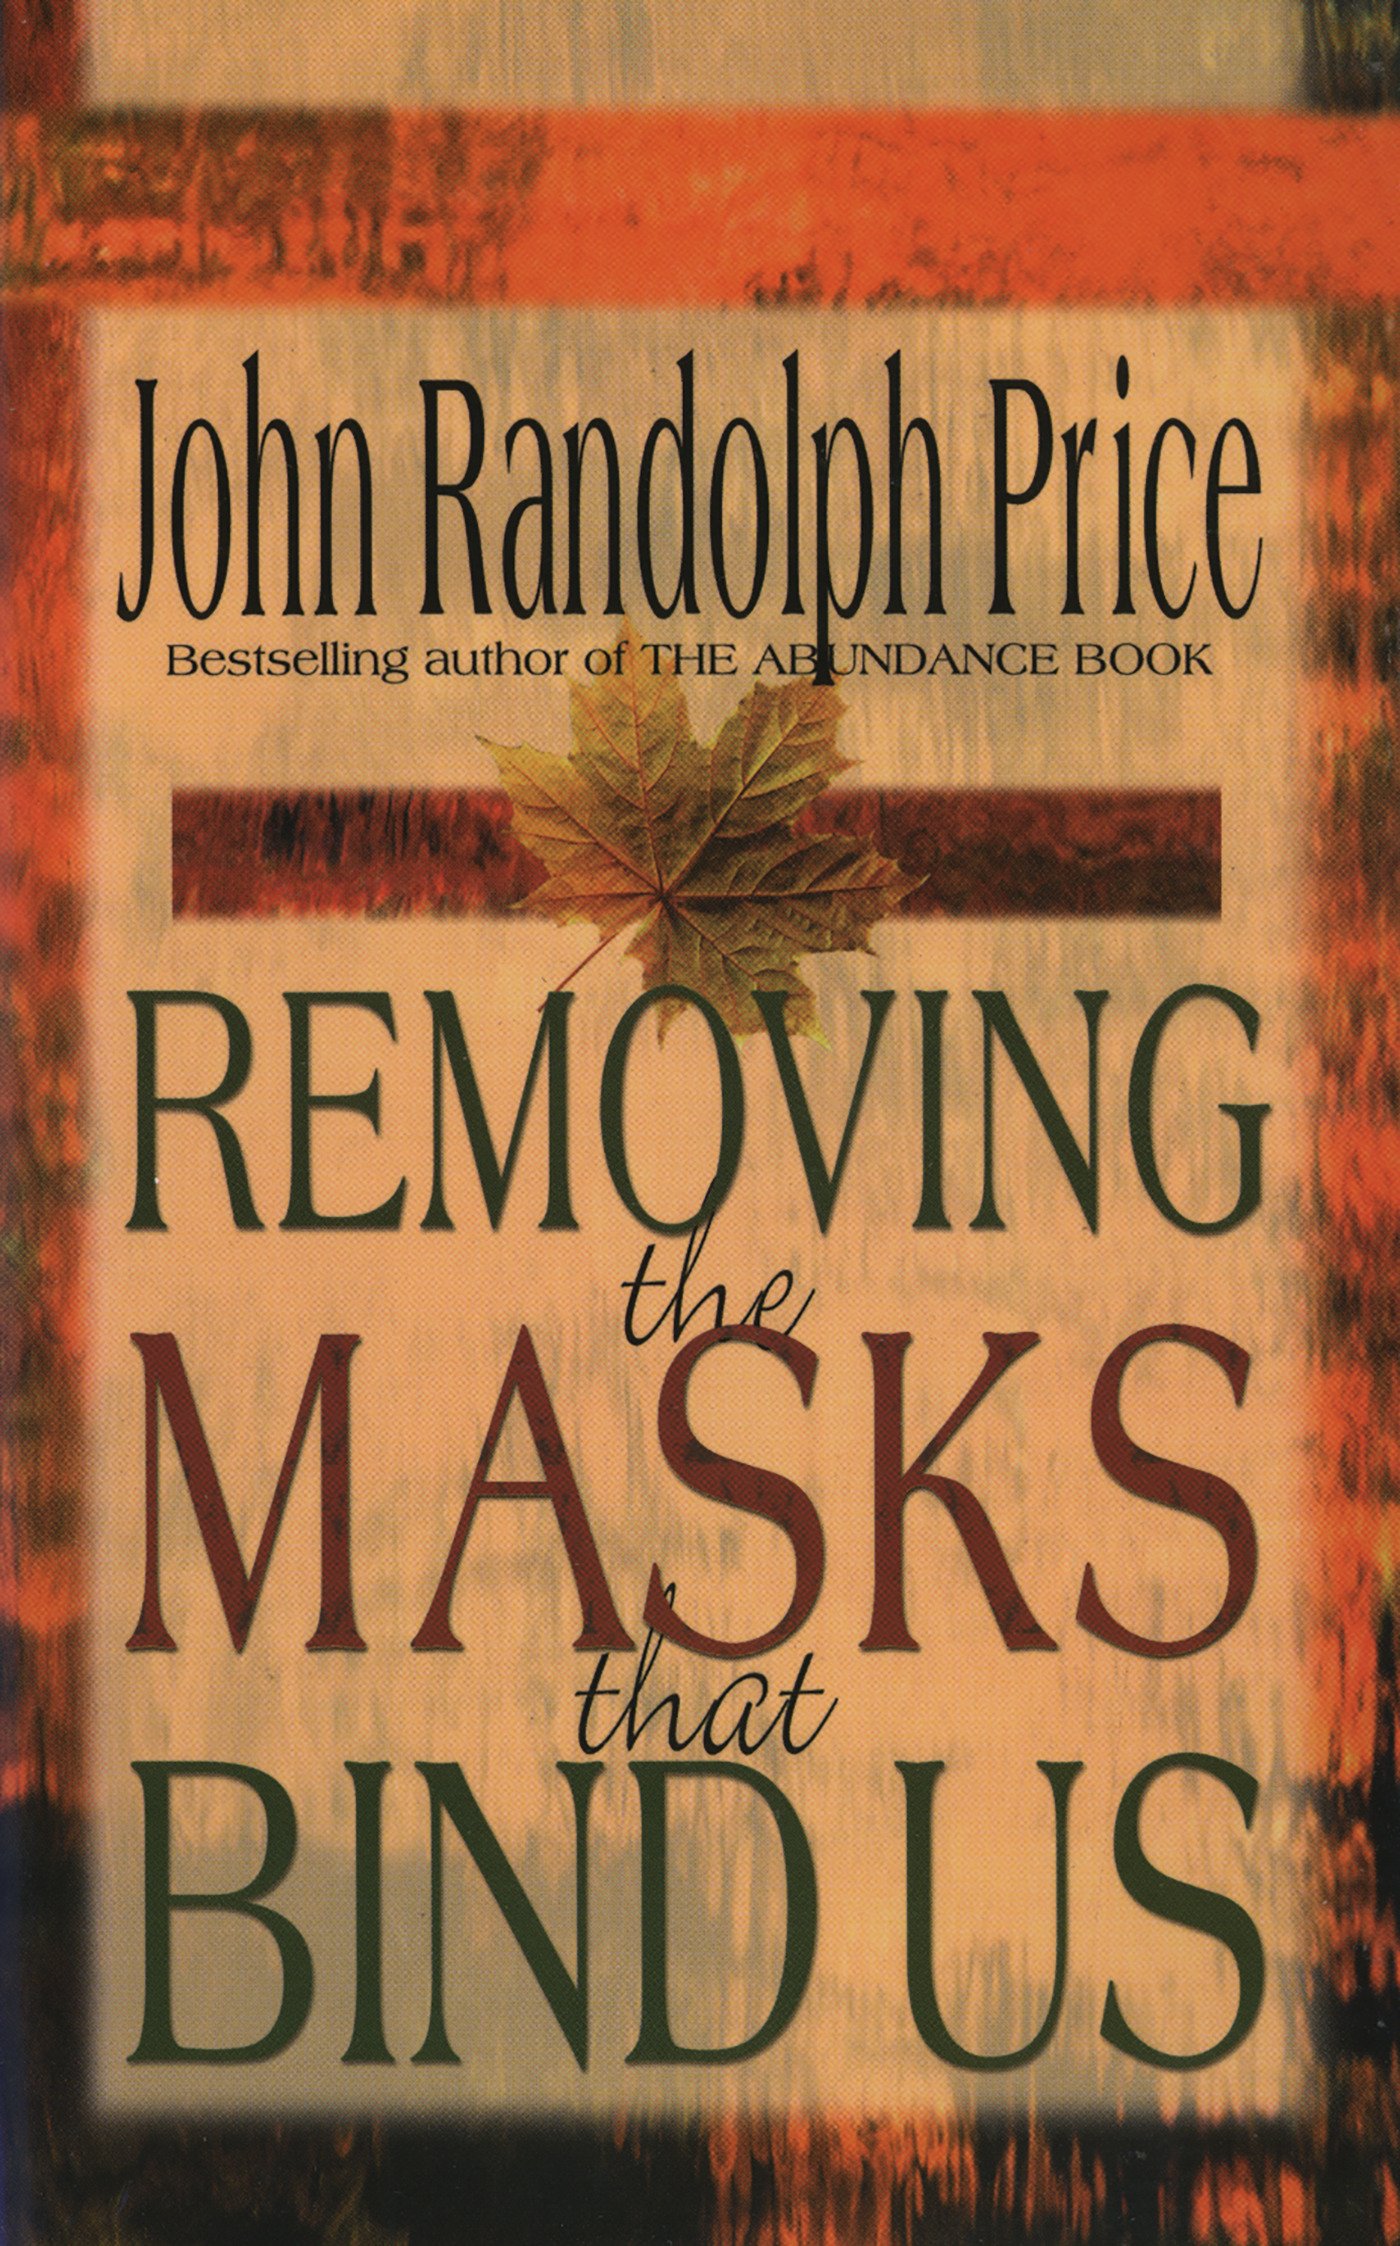 John Randolph Price
Bestselling author of THE ABUNDANCE BOOK
REMOVING
the
MASKS
that
BIND US